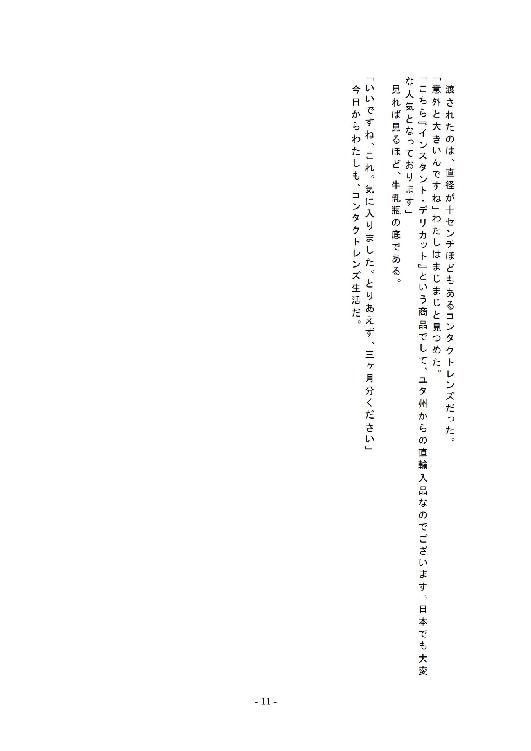 渡されたのは、直径が十センチほどもあるコンタクトレンズだった。
「意外と大きいんですね」わたしはまじまじと見つめた。
「こちら『インスタント・デリカット』という商品でして、ユタ州からの直輸入品なのでございます。日本でも大変
な人気となっております」
見れば見るほど、牛乳瓶の底である。
「いいですね、これ。気に入りました。とりあえず、三ヶ月分ください」
今日からわたしも、コンタクトレンズ生活だ。
- 11 -